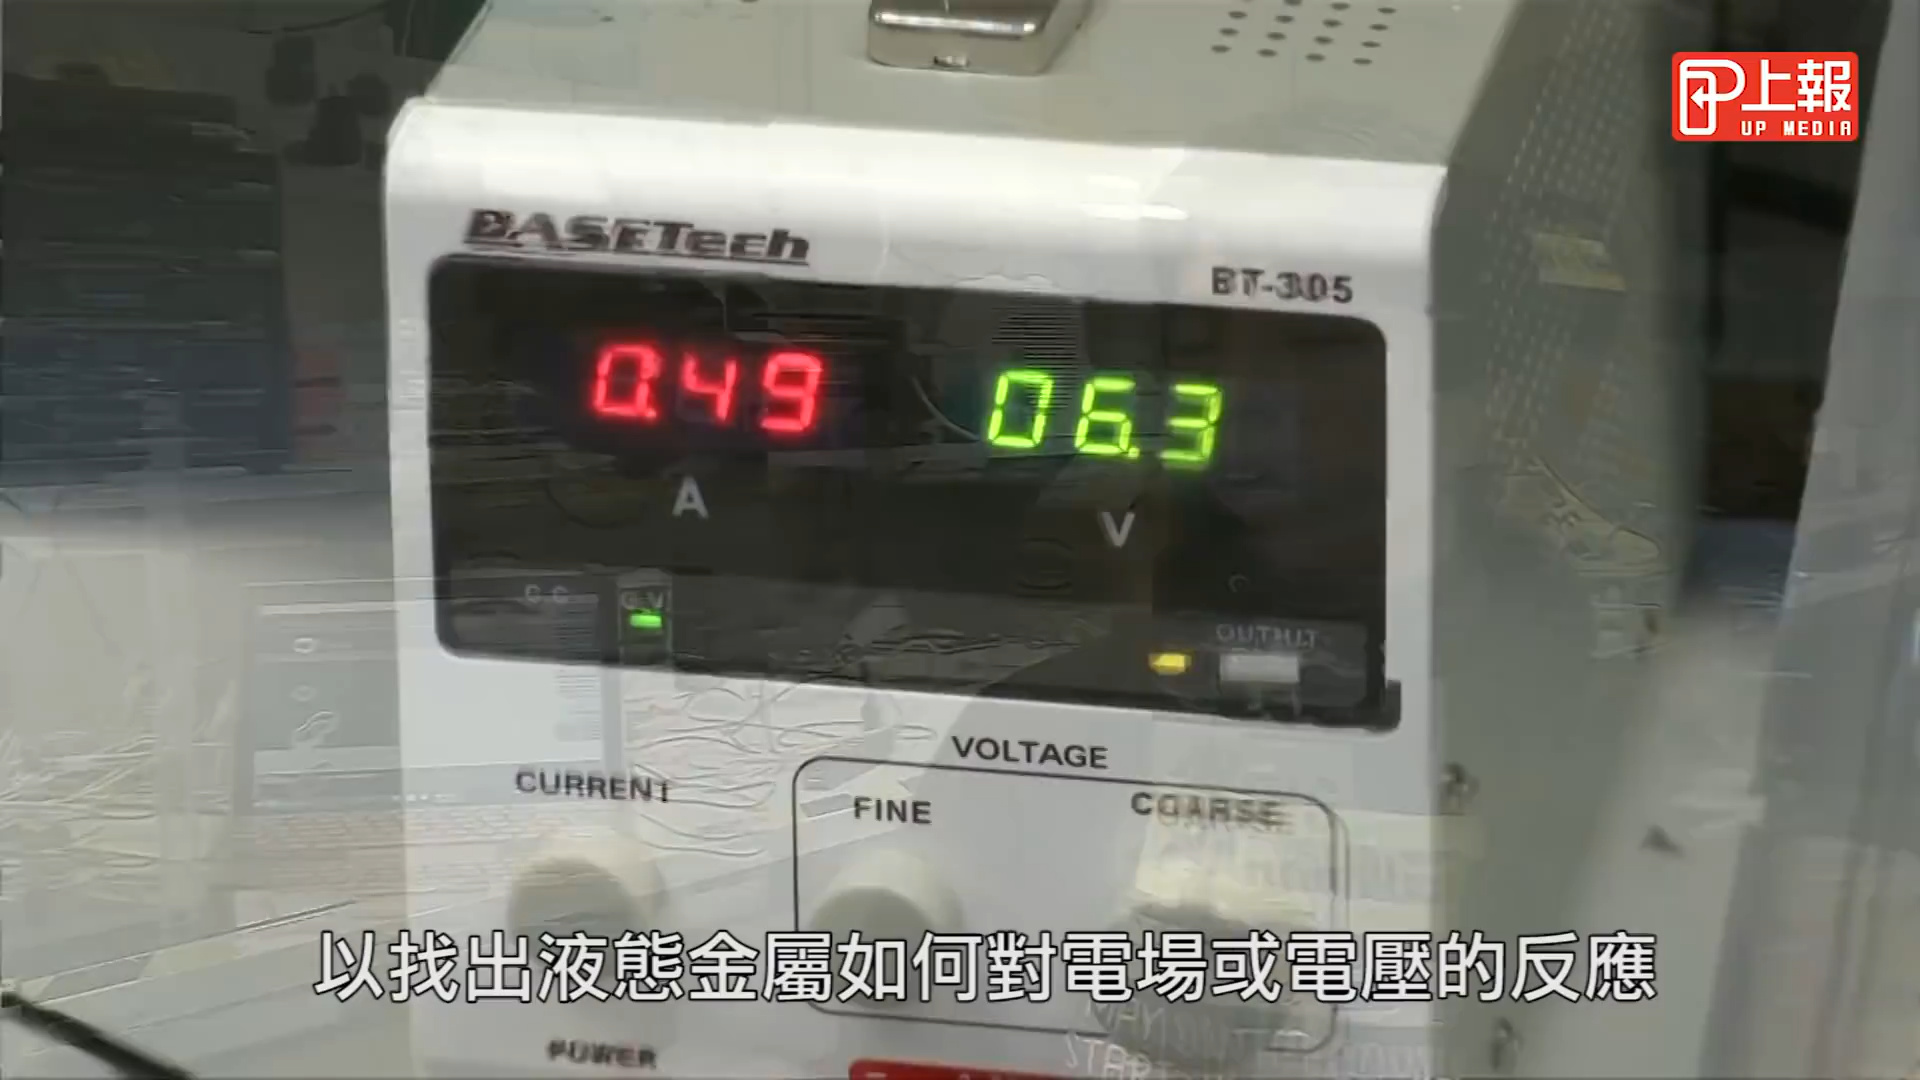 上報
UP MEDIA
BASETech
BT-305
0.49
06.3
A
V
C.C
C.V
OUTPUT
VOLTAGE
CURRENT
FINE
COARSE
以找出液態金屬如何對電場或電壓的反應
POWER